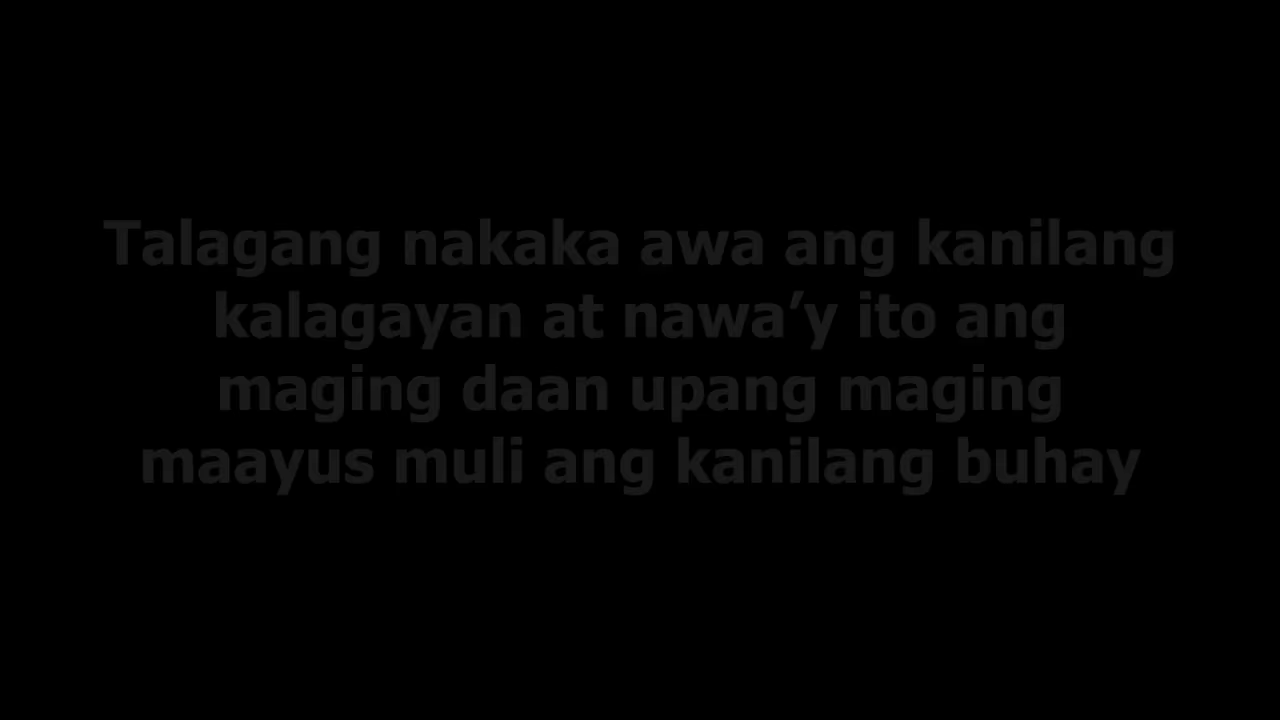 Talagang nakaka awa ang kanilang
kalagayan at nawa’y ito ang
maging daan upang maging
maayus muli ang kanilang buhay